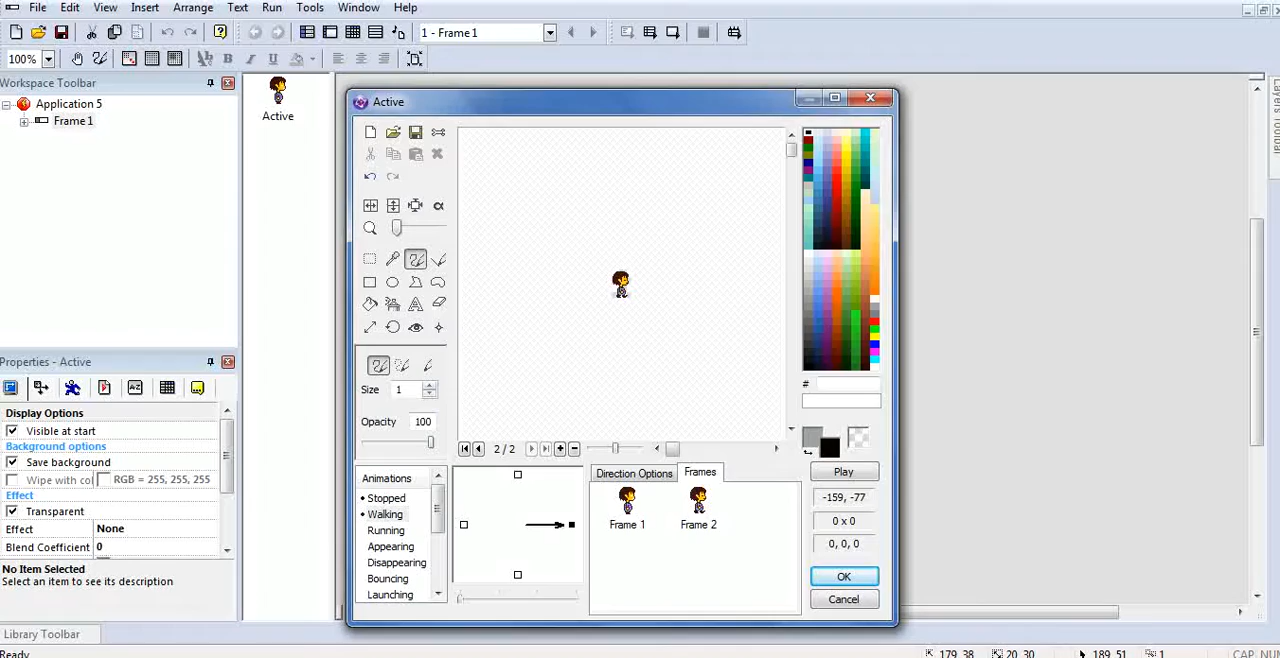 File Edit View Insert Arrange Text Run Tools Window Help
1 - Frame1
100%
B I U
Workspace Toolbar
Application 5
Frame 1
Active
Active
Layers Toolbar
Size 1
Opacity 100
#
2 / 2
Direction Options Frames
Play
-159, -77
0 x 0
0, 0, 0
OK
Cancel
Animations
Stopped
Walking
Running
Appearing
Disappearing
Bouncing
Launching
Frame 1 Frame 2
Properties - Active
Display Options
Visible at start
Background options
Save background
Wipe with col RGB = 255, 255, 255
Effect
Transparent
Effect None
Blend Coefficient 0
No Item Selected
Select an item to see its description
Library Toolbar
Ready
179, 38 20, 30 189, 51 1 CAP NUM